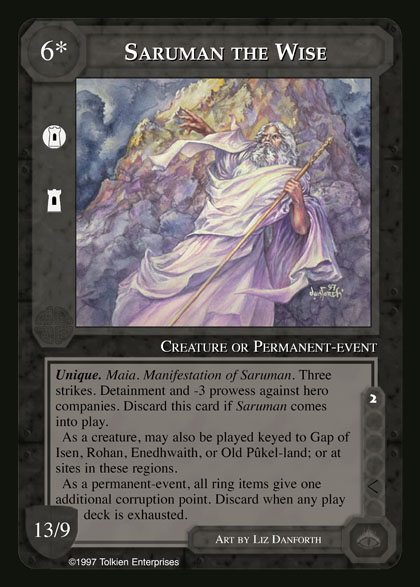 6*
SARUMAN THE WISE
97
danforth
CREATURE OR PERMANENT-EVENT
Unique. Maia. Manifestation of Saruman. Three
strikes. Detainment and -3 prowess against hero
companies. Discard this card if Saruman comes
into play.
As a creature, may also be played keyed to Gap of
Isen, Rohan, Enedhwaith, or Old Pûkel-land; or at
sites in these regions.
As a permanent-event, all ring items give one
additional corruption point. Discard when any play
deck is exhausted.
2
13/9
ART BY LIZ DANFORTH
©1997 Tolkien Enterprises